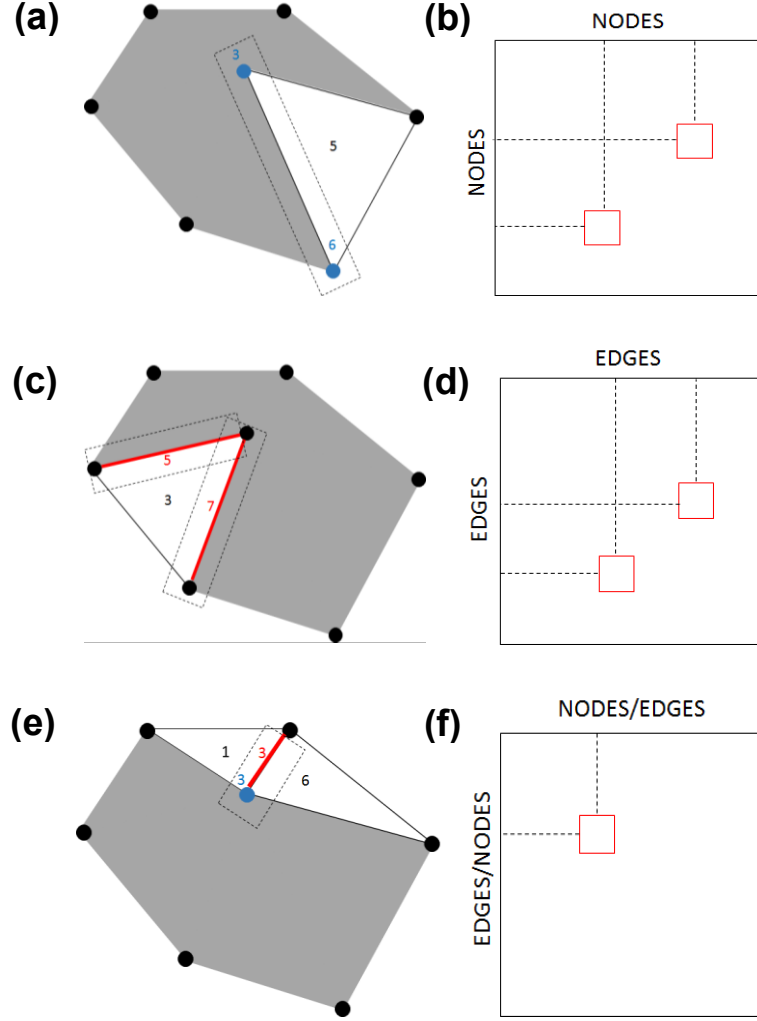 (a)
3
5
6
(b)
NODES
NODES
(c)
5
3
7
(d)
EDGES
EDGES
(e)
1
3
3
6
(f)
NODES/EDGES
EDGES/NODES